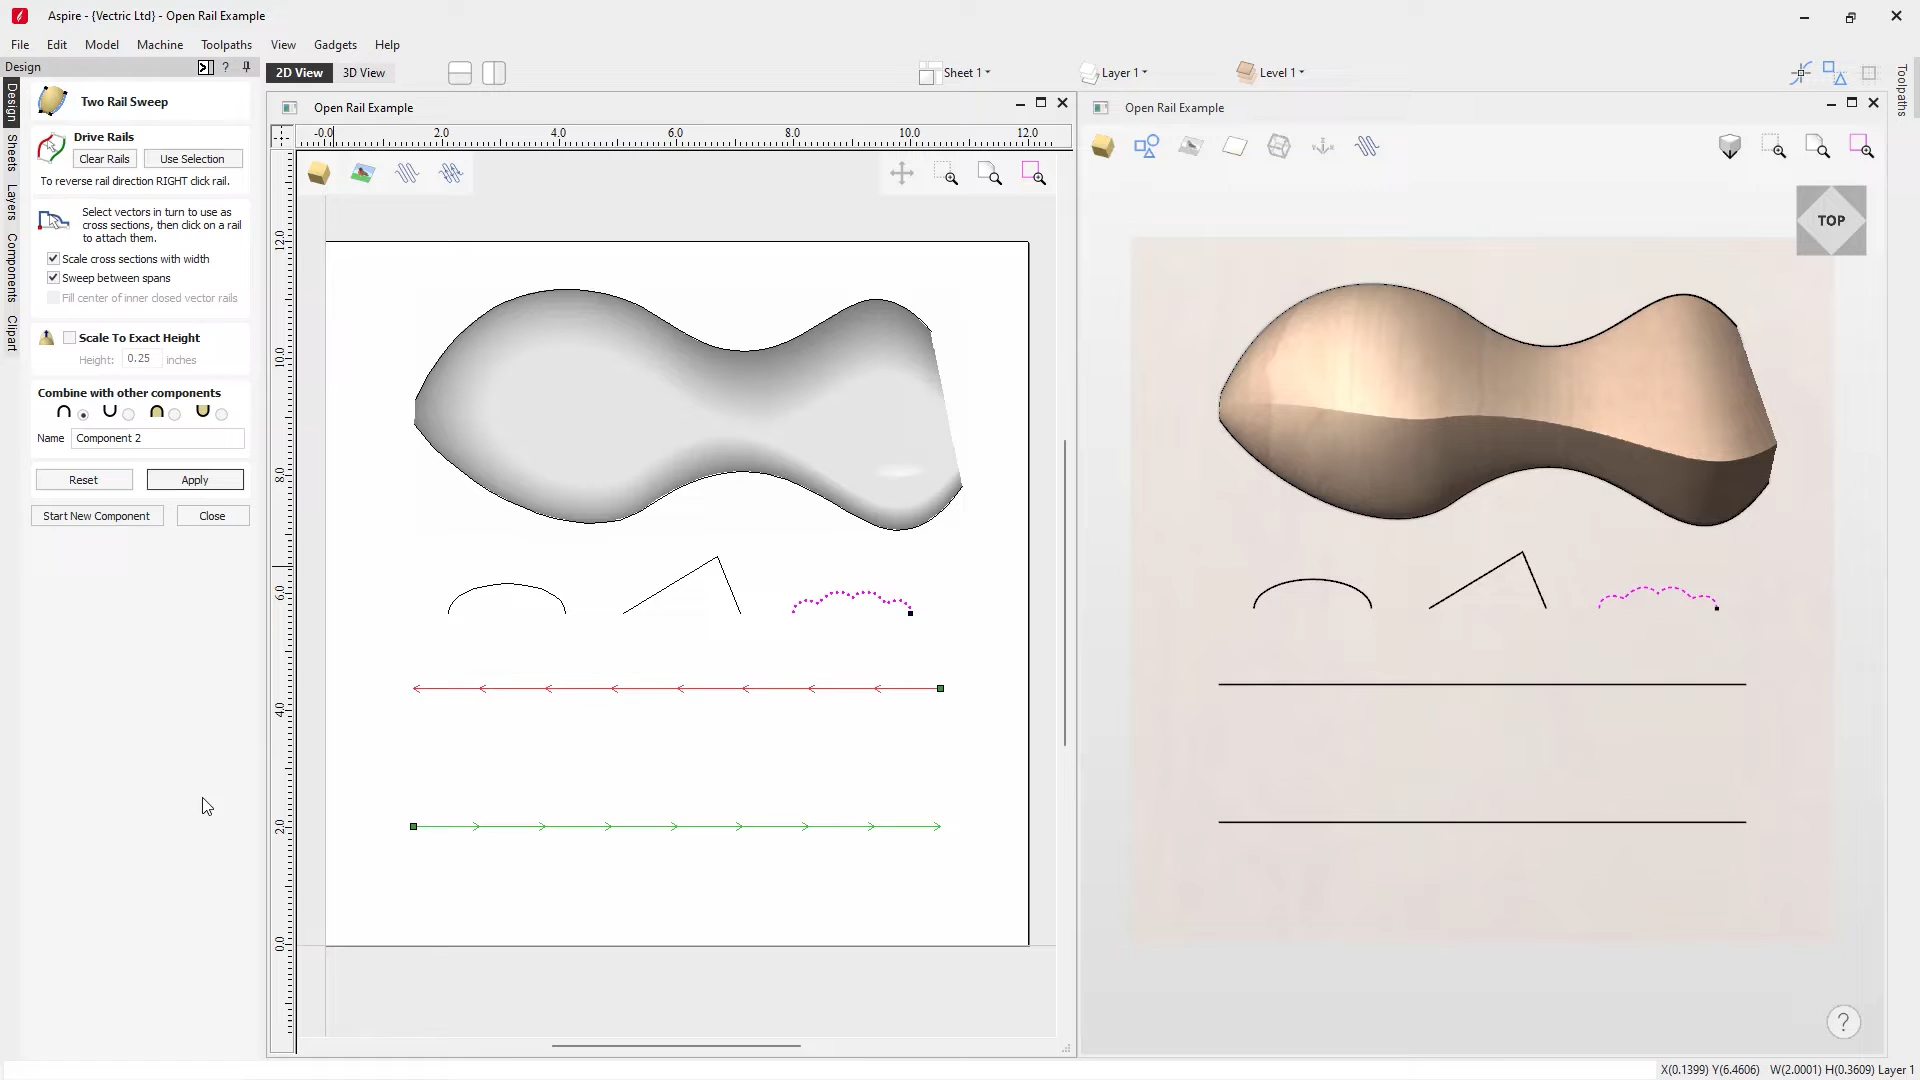 Aspire - {Vectric Ltd} - Open Rail Example
File Edit Model Machine Toolpaths View Gadgets Help
Design ?
2D View 3D View
Sheet 1
Layer 1
Level 1
Design
Sheets
Layers
Components
Clipart
Toolpaths
Two Rail Sweep
Drive Rails
Clear Rails Use Selection
To reverse rail direction RIGHT click rail.
Select vectors in turn to use as
cross sections, then click on a rail
to attach them.
Scale cross sections with width
Sweep between spans
Fill center of inner closed vector rails
Scale To Exact Height
Height: 0.25 inches
Combine with other components
Name Component 2
Reset Apply
Start New Component Close
Open Rail Example
-0.0 2.0 4.0 6.0 8.0 10.0 12.0
12.0
10.0
8.0
6.0
4.0
2.0
0.0
Open Rail Example
TOP
?
X(0.1399) Y(6.4606) W(2.0001) H(0.3609) Layer 1